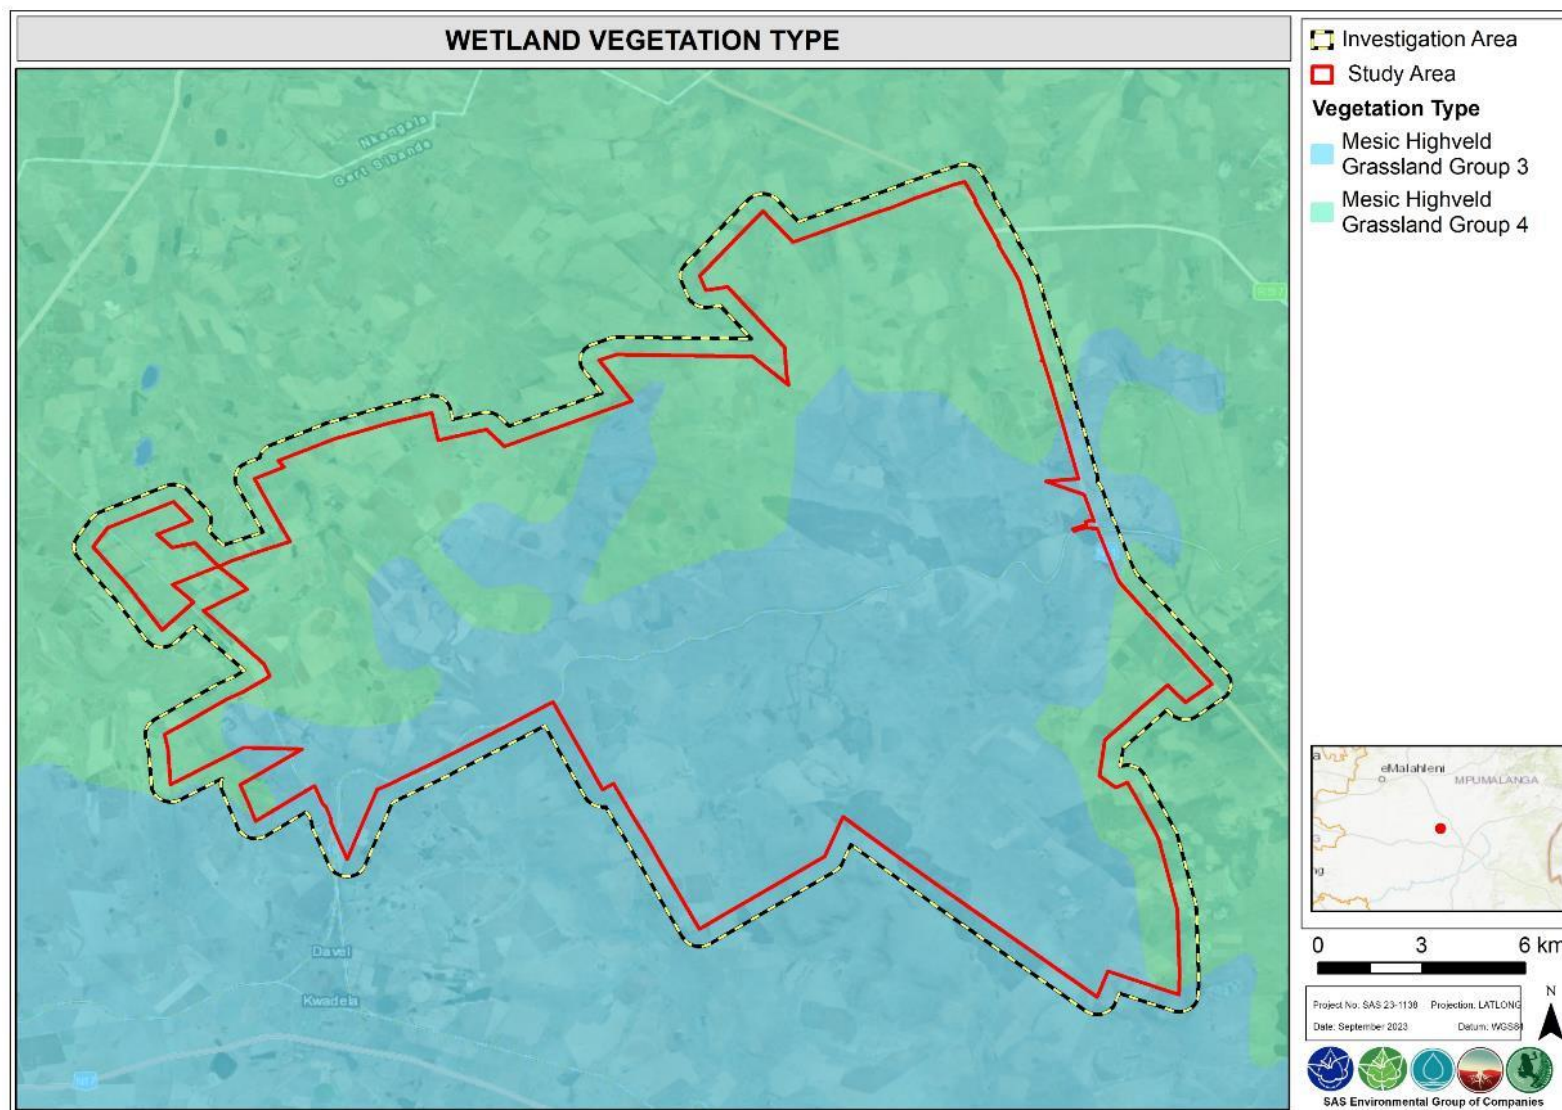 WETLAND VEGETATION TYPE
Investigation Area
Study Area
Vegetation Type
Mesic Highveld
Grassland Group 3
Mesic Highveld
Grassland Group 4
Nkangala
Gert Sibande
Davel
Kwadela
N17
eMalahleni
MPUMALANGA
0 3 6 km
N
Project No: SAS 23-1138 Projection: LATLONG
Date: September 2023 Datum: WGS84
SAS Environmental Group of Companies